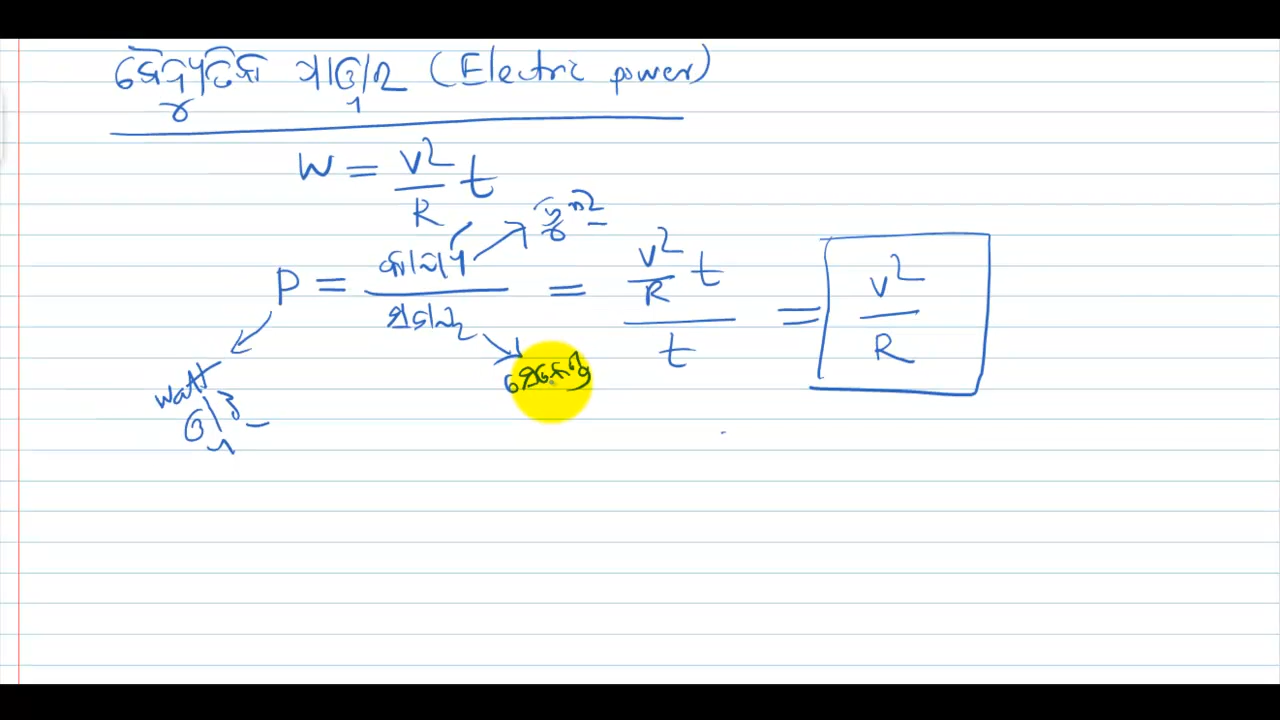 ବୈଦ୍ୟୁତିକ ପାୱାର (Electric power)
W = V²/R t
ଜୁଲ୍
P = କାର୍ଯ୍ୟ/ସମୟ = (V²/R t)/t = V²/R
ସେକେଣ୍ଡ
watt
ୱାଟ୍